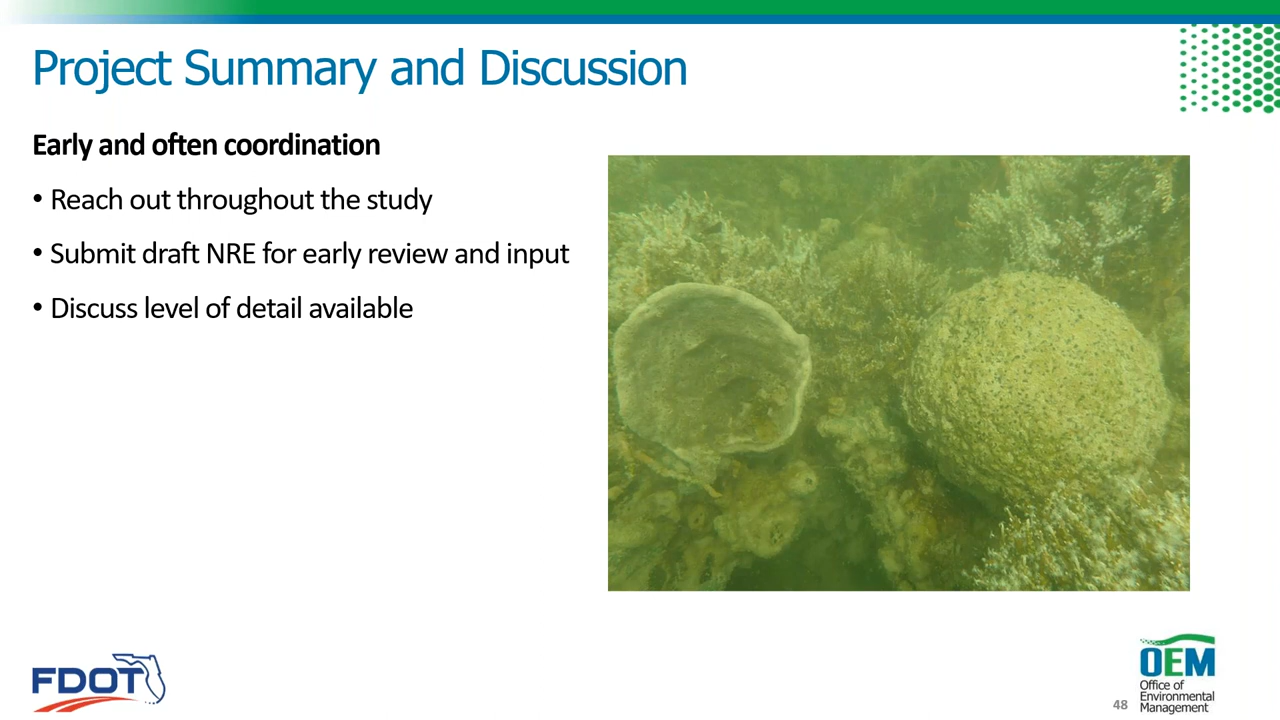 Project Summary and Discussion
Early and often coordination
• Reach out throughout the study
• Submit draft NRE for early review and input
• Discuss level of detail available
FDOT
OEM
Office of
Environmental
Management
48